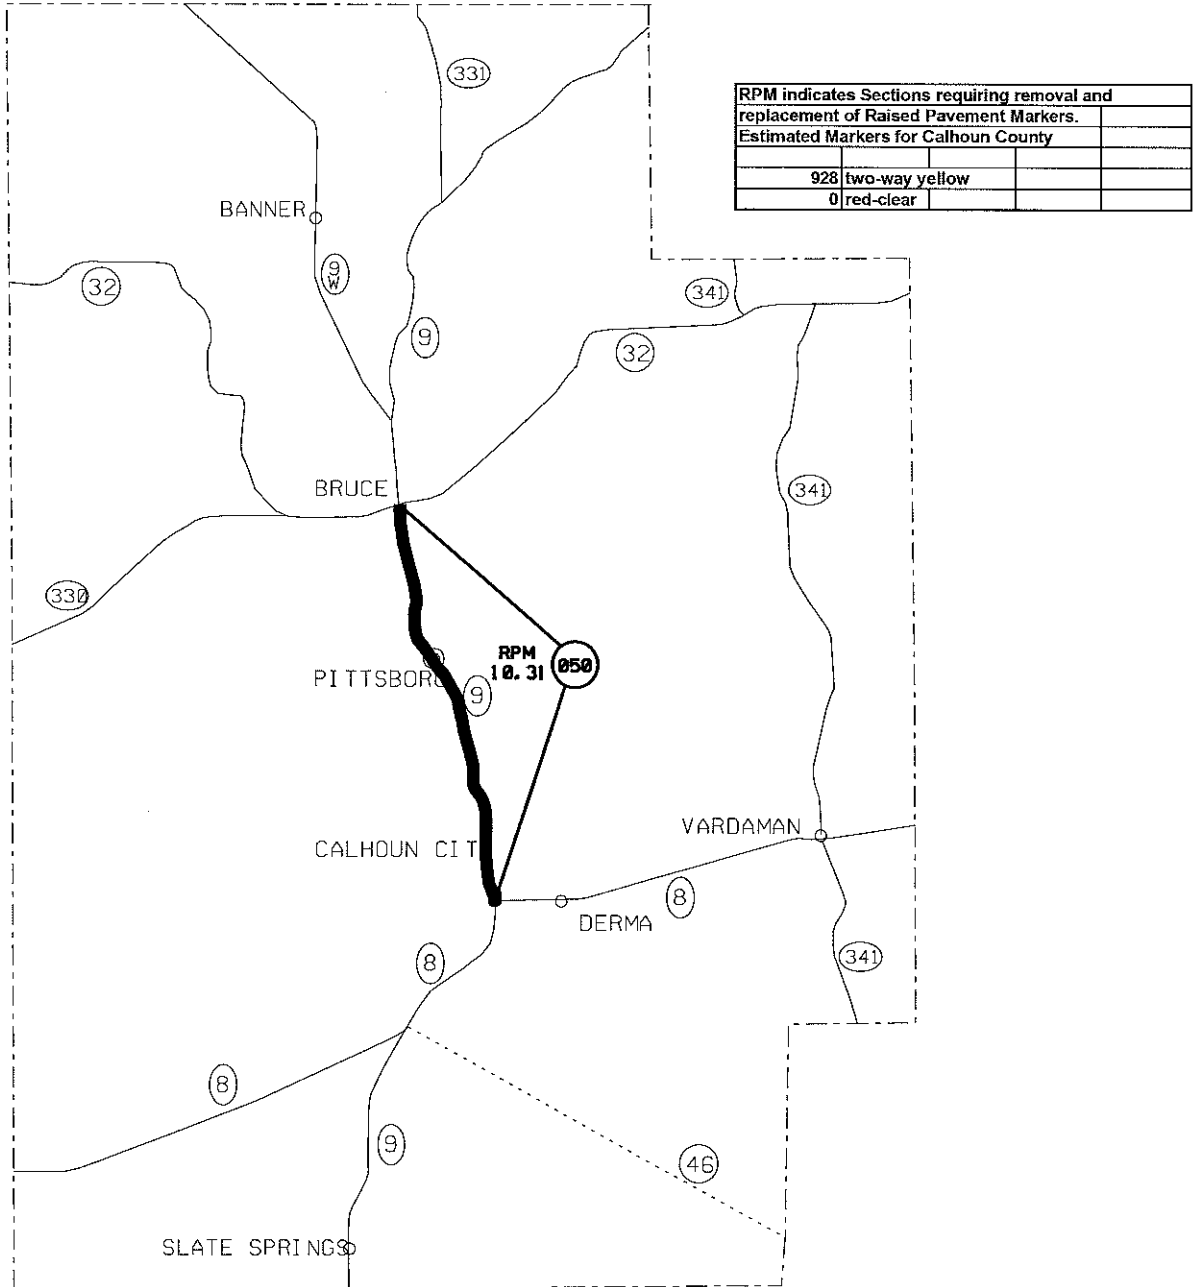 331
RPM indicates Sections requiring removal and
replacement of Raised Pavement Markers.
Estimated Markers for Calhoun County
928 two-way yellow
0 red-clear
BANNER
9
W
32
341
9
32
BRUCE
341
330
RPM
10.31
050
PITTSBORO
9
VARDAMAN
CALHOUN CIT
8
DERMA
8
341
8
9
46
SLATE SPRINGS